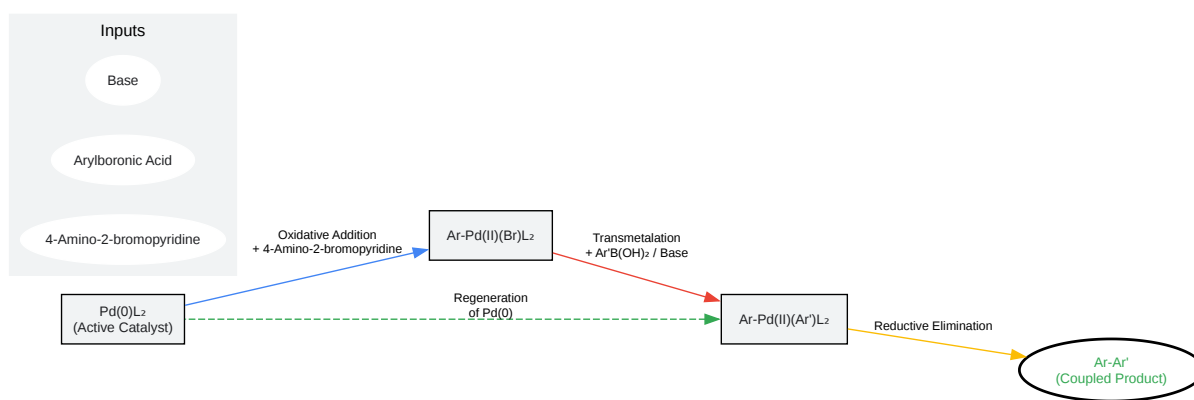 Inputs
Base
Arylboronic Acid
4-Amino-2-bromopyridine
Oxidative Addition
+ 4-Amino-2-bromopyridine
Ar-Pd(II)(Br)L₂
Transmetalation
+ Ar'B(OH)₂ / Base
Pd(0)L₂
(Active Catalyst)
Regeneration
of Pd(0)
Ar-Pd(II)(Ar')L₂
Reductive Elimination
Ar-Ar'
(Coupled Product)